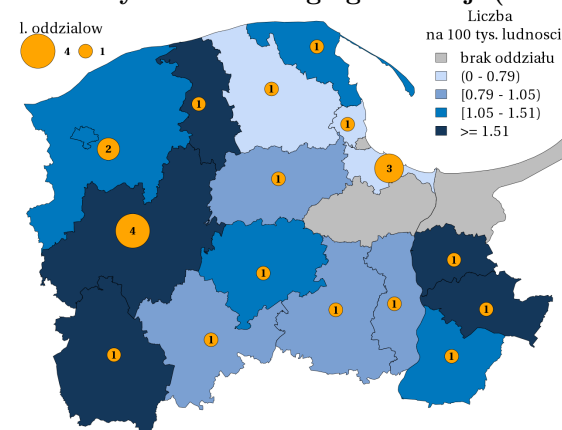 l. oddzialow
4 1
Liczba
na 100 tys. ludnosci
brak oddziału
(0 - 0.79)
[0.79 - 1.05)
[1.05 - 1.51)
>= 1.51
1
1
1
1
2
3
1
4
1
1
1
1
1
1
1
1